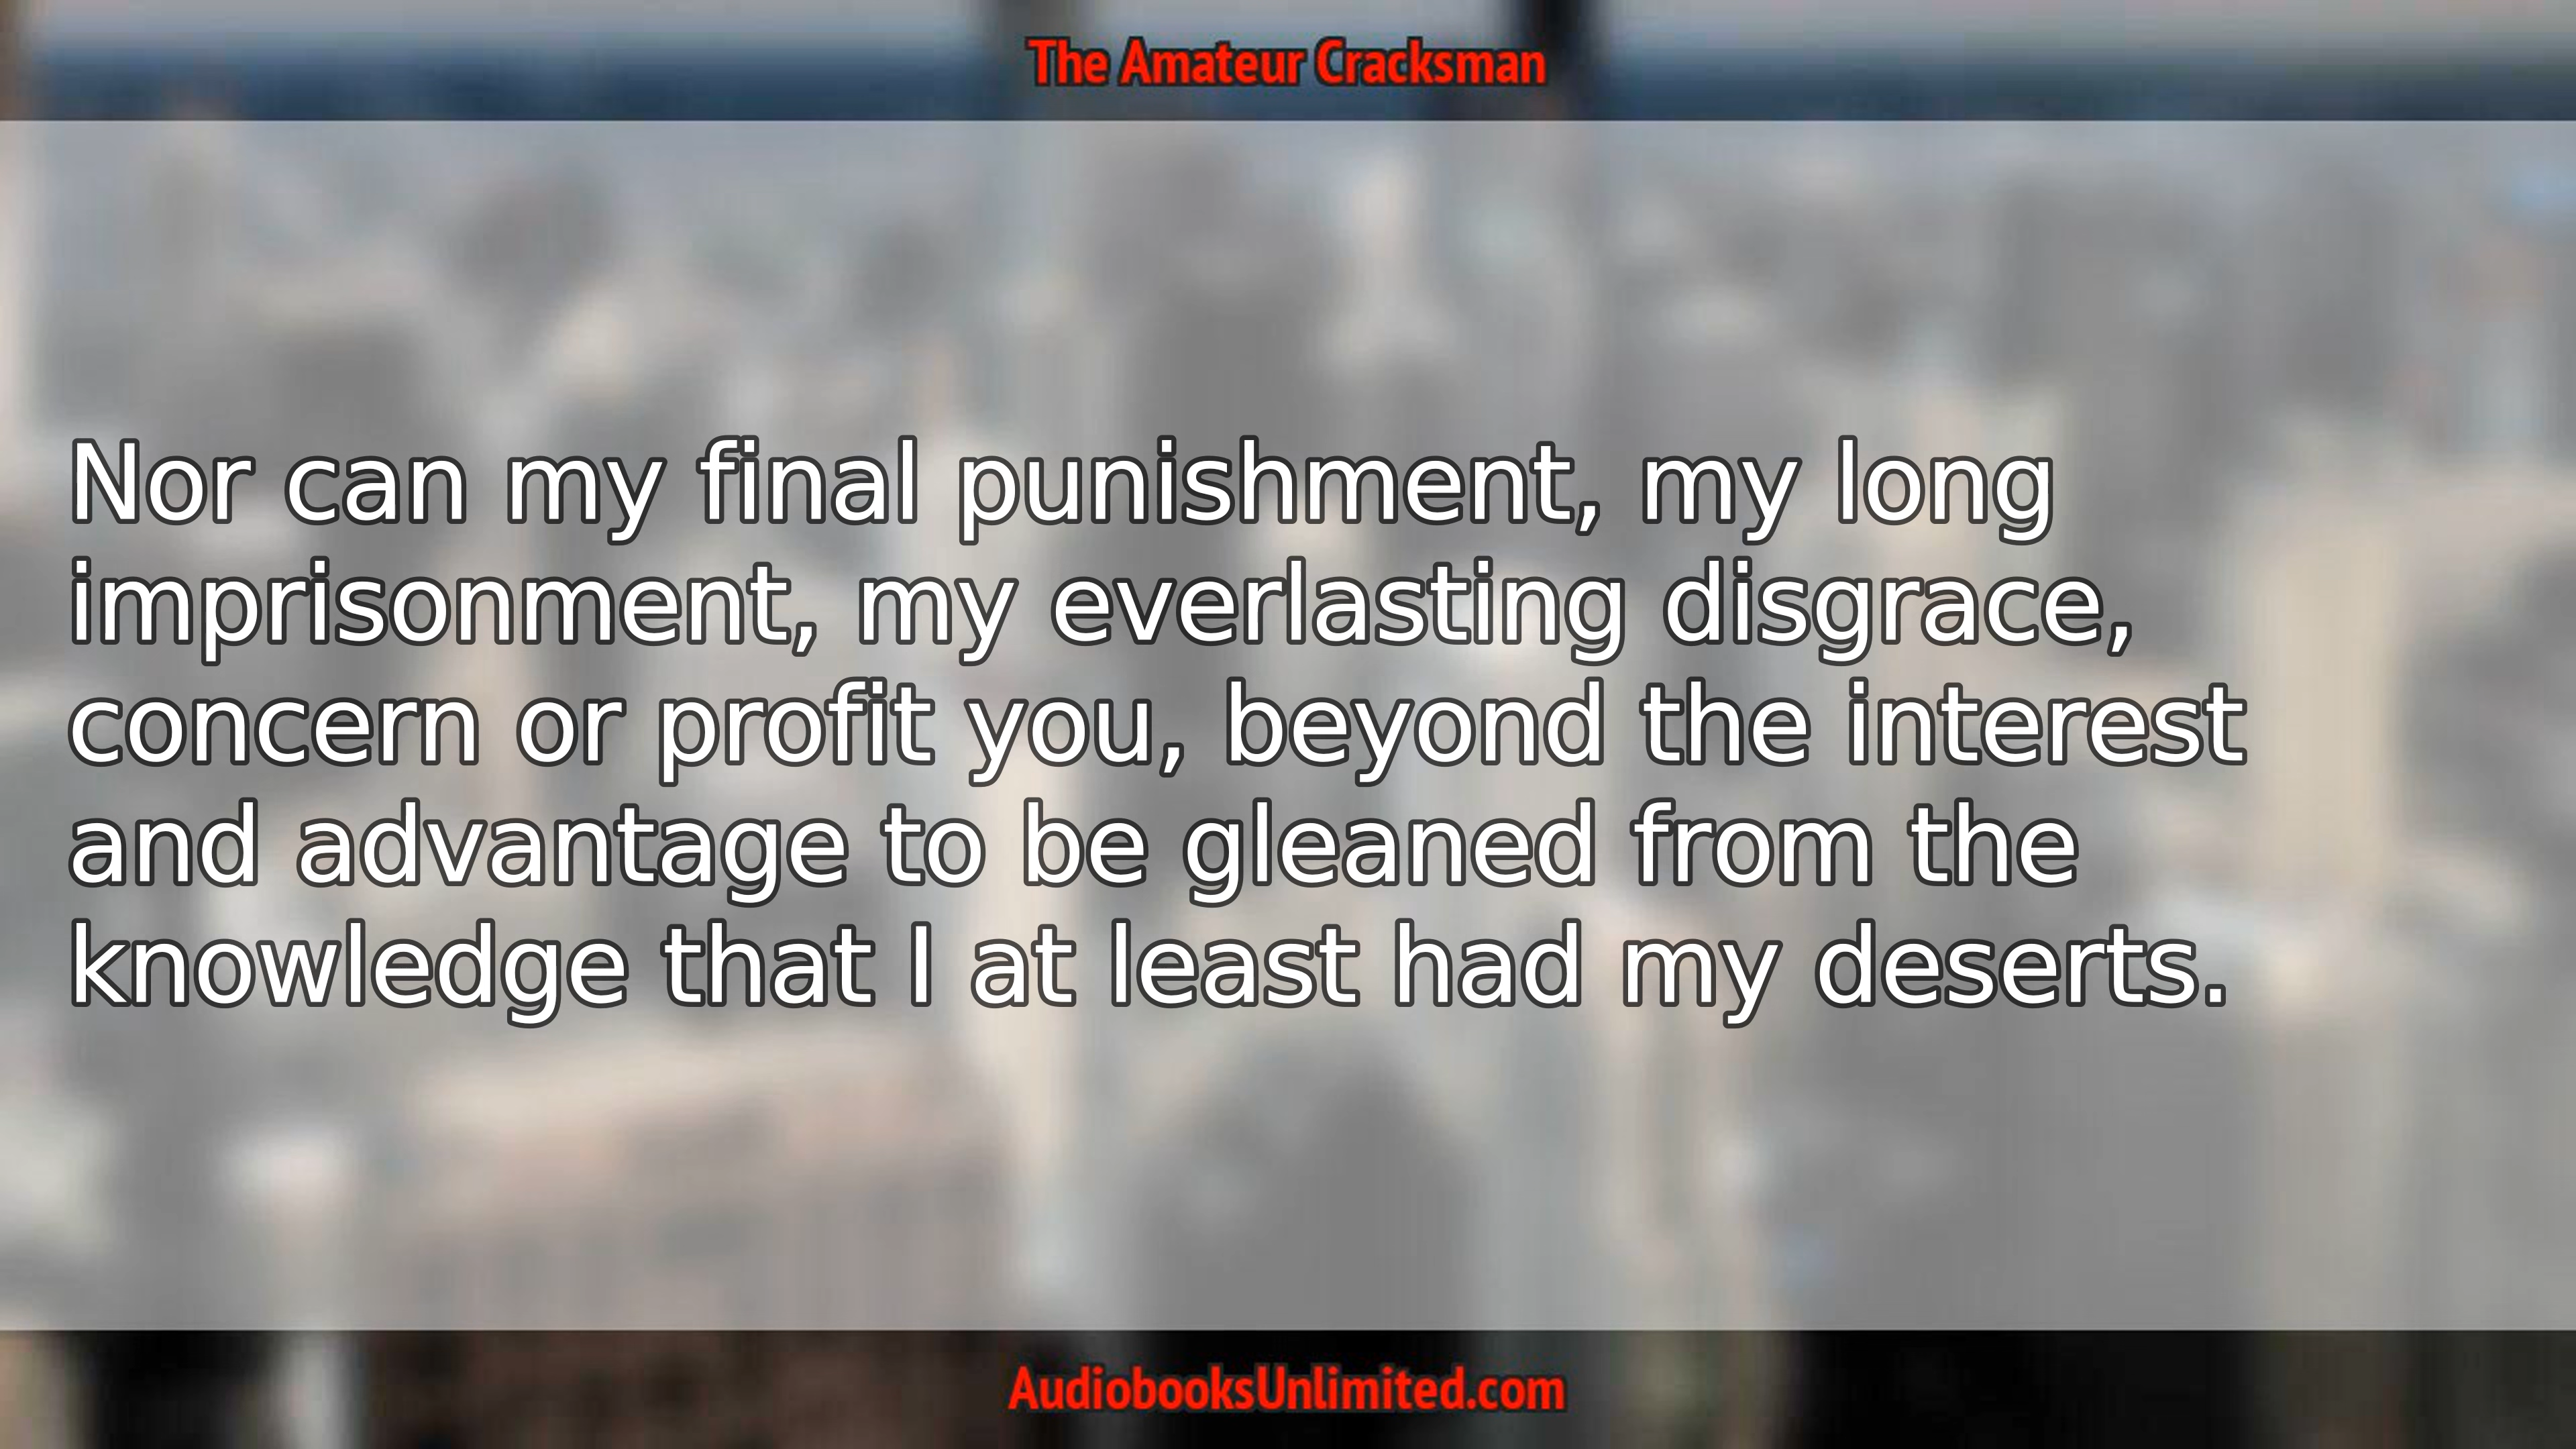 The Amateur Cracksman
Nor can my final punishment, my long
imprisonment, my everlasting disgrace,
concern or profit you, beyond the interest
and advantage to be gleaned from the
knowledge that I at least had my deserts.
AudiobooksUnlimited.com